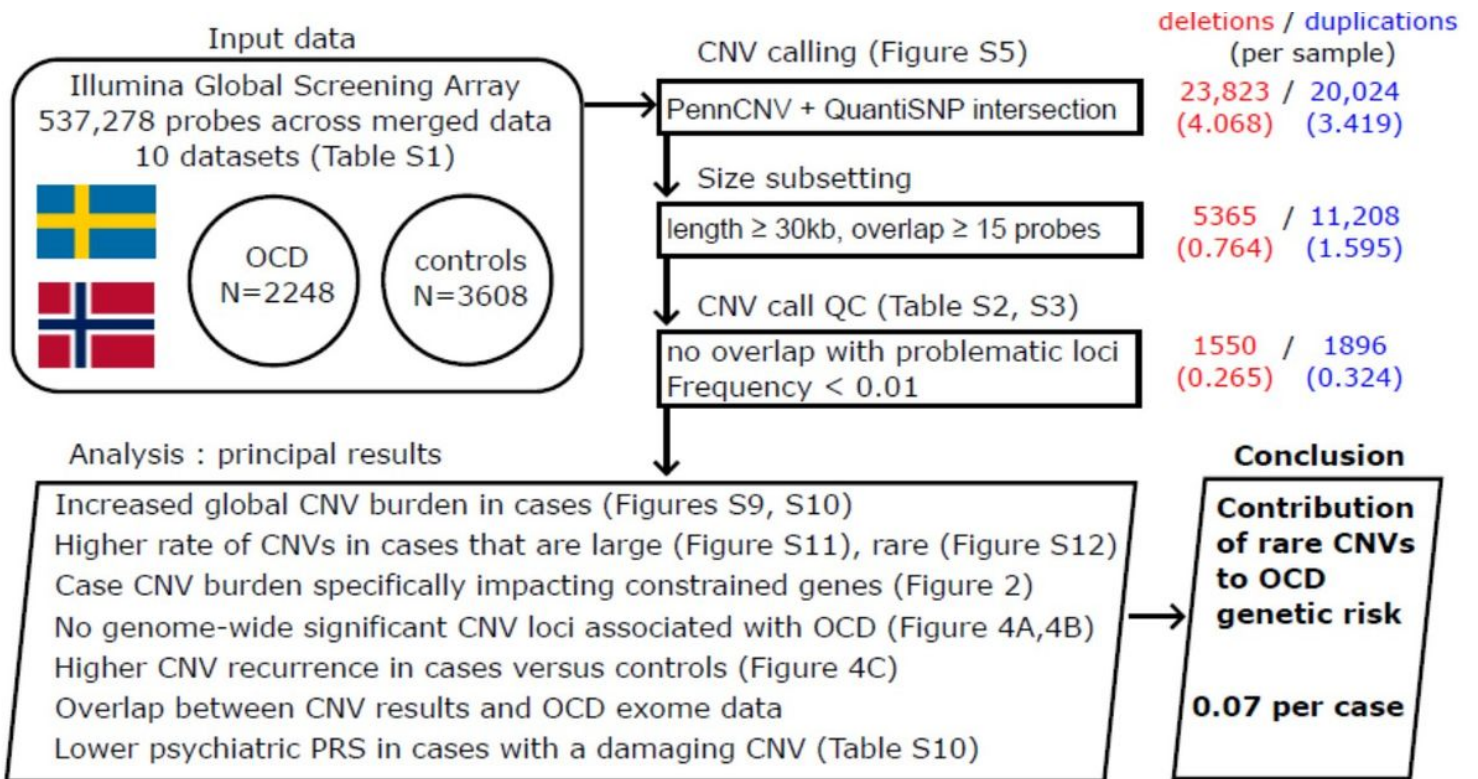 Input data
Illumina Global Screening Array
537,278 probes across merged data
10 datasets (Table S1)
OCD
N=2248
controls
N=3608
deletions / duplications
(per sample)
CNV calling (Figure S5)
PennCNV + QuantiSNP intersection
23,823 / 20,024
(4.068) (3.419)
Size subsetting
length ≥ 30kb, overlap ≥ 15 probes
5365 / 11,208
(0.764) (1.595)
CNV call QC (Table S2, S3)
no overlap with problematic loci
Frequency < 0.01
1550 / 1896
(0.265) (0.324)
Analysis : principal results
Increased global CNV burden in cases (Figures S9, S10)
Higher rate of CNVs in cases that are large (Figure S11), rare (Figure S12)
Case CNV burden specifically impacting constrained genes (Figure 2)
No genome-wide significant CNV loci associated with OCD (Figure 4A,4B)
Higher CNV recurrence in cases versus controls (Figure 4C)
Overlap between CNV results and OCD exome data
Lower psychiatric PRS in cases with a damaging CNV (Table S10)
Conclusion
Contribution
of rare CNVs
to OCD
genetic risk
0.07 per case